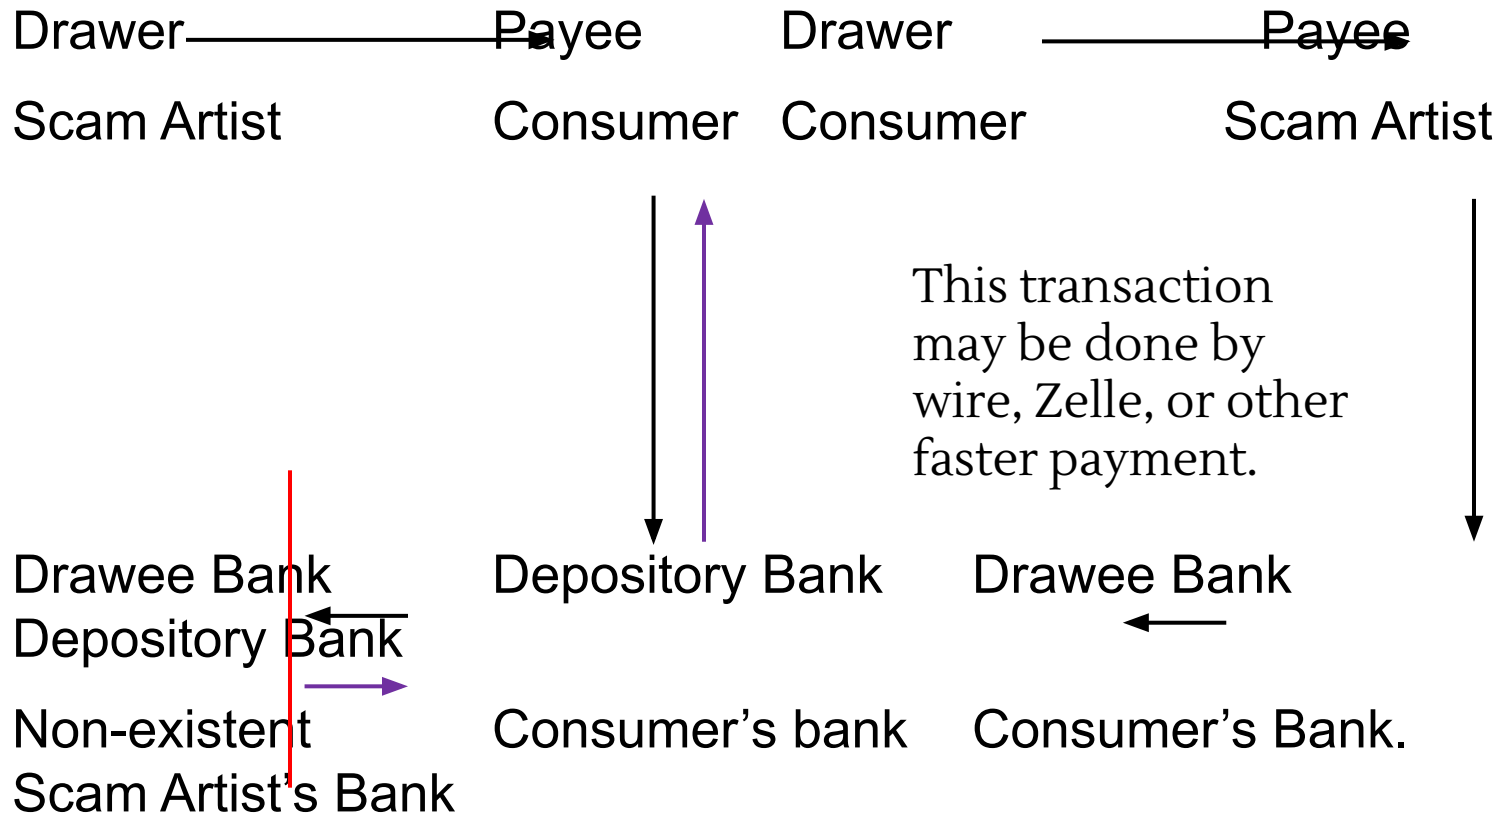 Drawer Payee Drawer Payee
Scam Artist Consumer Consumer Scam Artist
This transaction
may be done by
wire, Zelle, or other
faster payment.
Drawee Bank Depository Bank Drawee Bank
Depository Bank
Non-existent Consumer’s bank Consumer’s Bank.
Scam Artist’s Bank